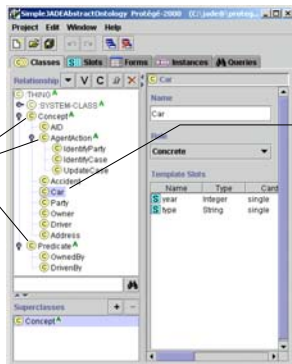 SimpleJADEAbstractOntology Protégé-2000 (C:\jade8\proteg...
Project Edit Window Help
Classes Slots Forms Instances Queries
Relationship V C X
THING A
SYSTEM-CLASS A
Concept A
AID
AgentAction A
IdentifyParty
IdentifyCase
UpdateCase
Accident
Car
Party
Owner
Driver
Address
Predicate A
OwnedBy
DrivenBy
Superclasses + -
Concept A
Car
Name
Car
Role
Concrete
Template Slots
Name Type Card
S year Integer single
S type String single